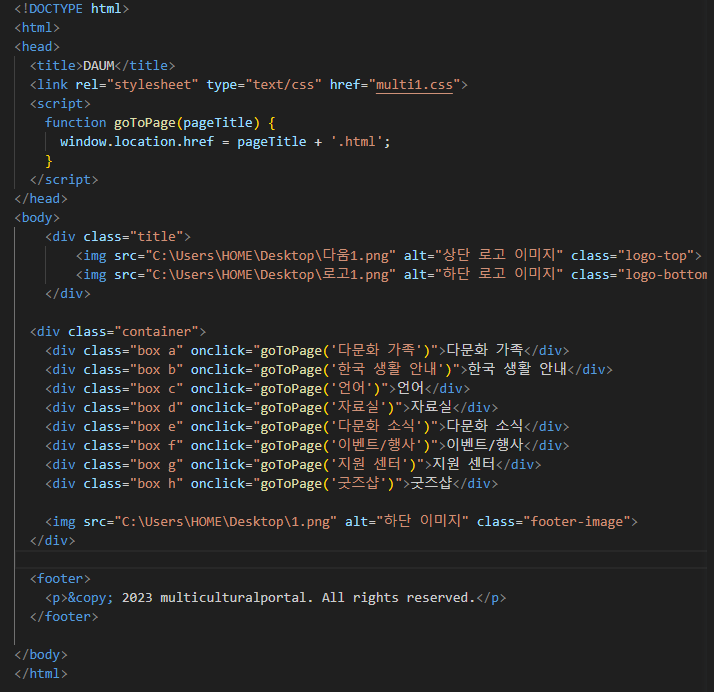 <!DOCTYPE html>
<html>
<head>
<title>DAUM</title>
<link rel="stylesheet" type="text/css" href="multi1.css">
<script>
function goToPage(pageTitle) {
window.location.href = pageTitle + '.html';
}
</script>
</head>
<body>
<div class="title">
<img src="C:\Users\HOME\Desktop\다움1.png" alt="상단 로고 이미지" class="logo-top">
<img src="C:\Users\HOME\Desktop\로고1.png" alt="하단 로고 이미지" class="logo-bottom
</div>
<div class="container">
<div class="box a" onclick="goToPage('다문화 가족')">다문화 가족</div>
<div class="box b" onclick="goToPage('한국 생활 안내')">한국 생활 안내</div>
<div class="box c" onclick="goToPage('언어')">언어</div>
<div class="box d" onclick="goToPage('자료실')">자료실</div>
<div class="box e" onclick="goToPage('다문화 소식')">다문화 소식</div>
<div class="box f" onclick="goToPage('이벤트/행사')">이벤트/행사</div>
<div class="box g" onclick="goToPage('지원 센터')">지원 센터</div>
<div class="box h" onclick="goToPage('굿즈샵')">굿즈샵</div>
<img src="C:\Users\HOME\Desktop\1.png" alt="하단 이미지" class="footer-image">
</div>
<footer>
<p>&copy; 2023 multiculturalportal. All rights reserved.</p>
</footer>
</body>
</html>